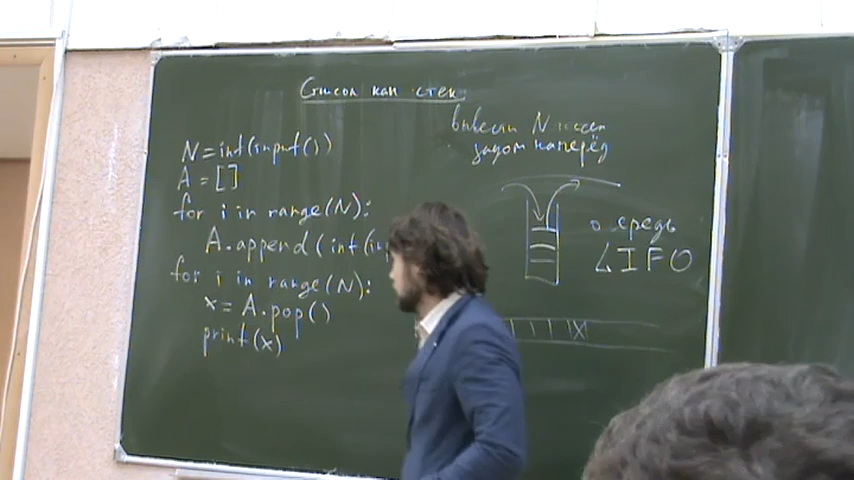 Список как стек.
вывести N чисел
задом наперёд
N=int(input())
A=[]
for i in range(N):
A.append(int(in
for i in range(N):
x=A.pop()
print(x)
LIFO